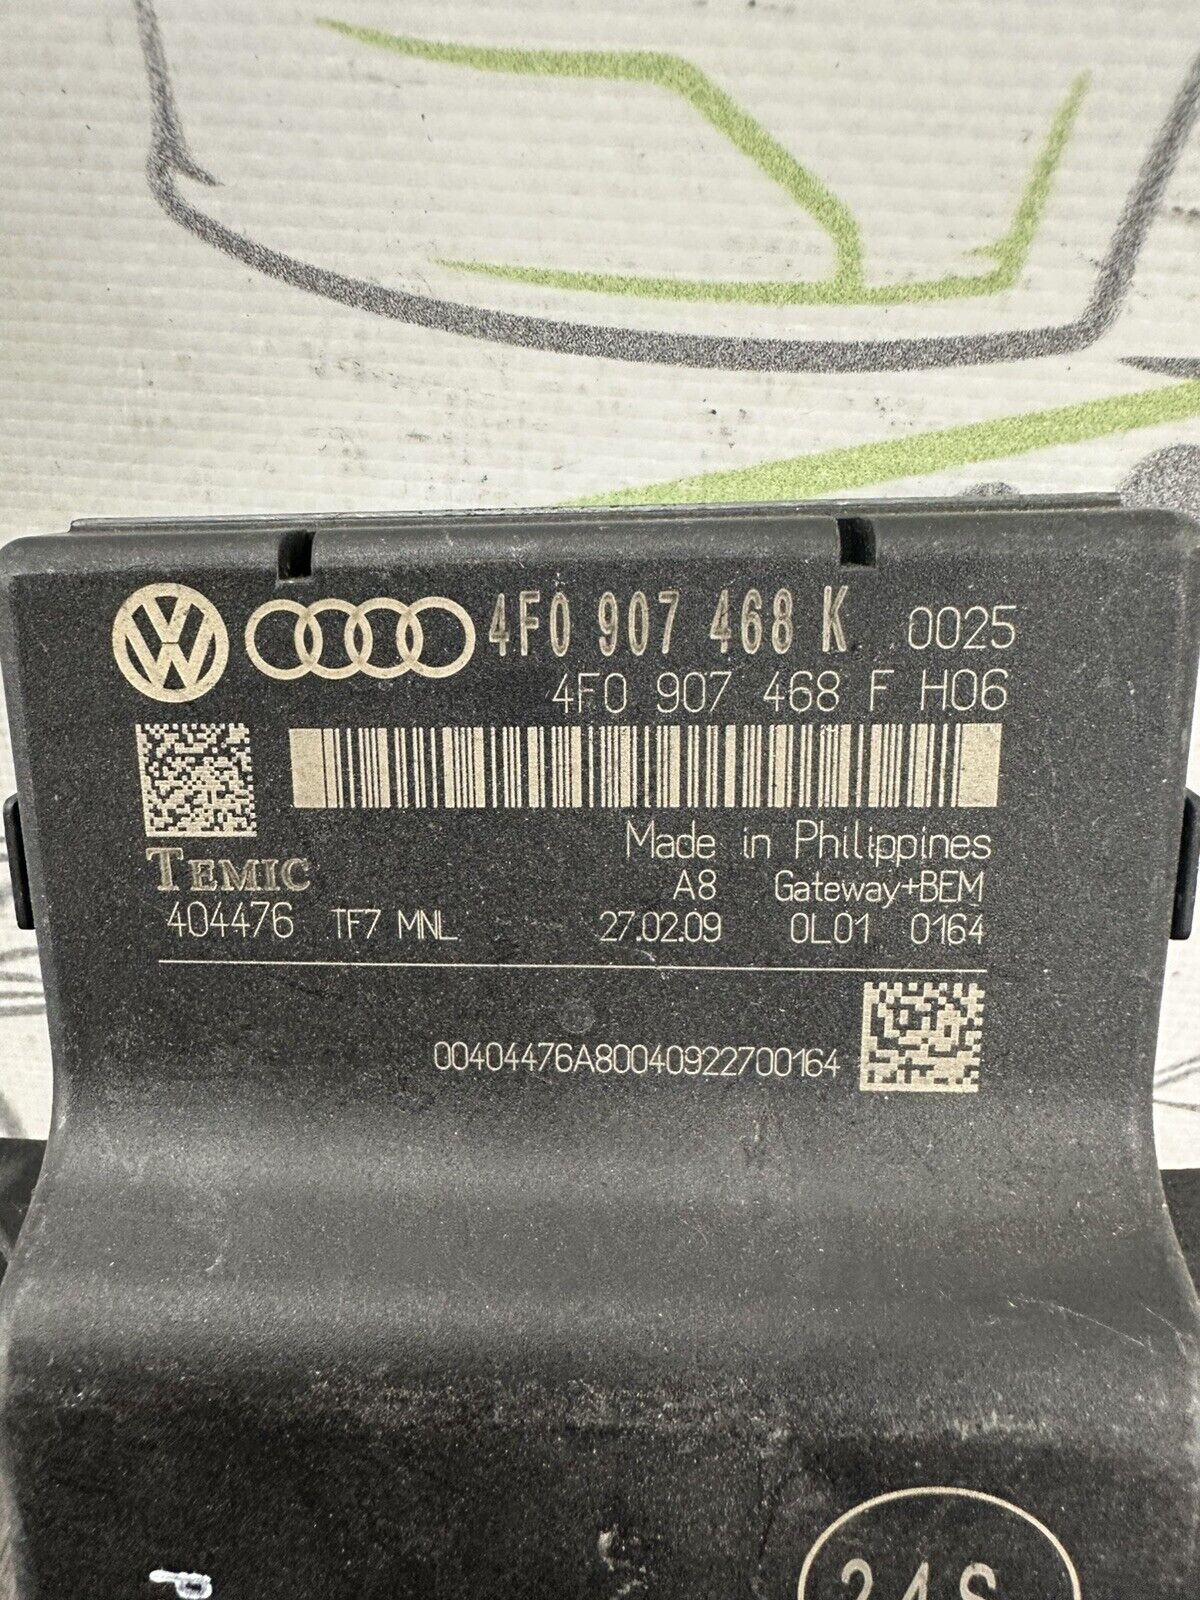 4F0 907 468 K 0025
4F0 907 468 F H06
Made in Philippines
TEMIC A8 Gateway+BEM
404476 TF7 MNL 27.02.09 0L01 0164
00404476A80040922700164
24S